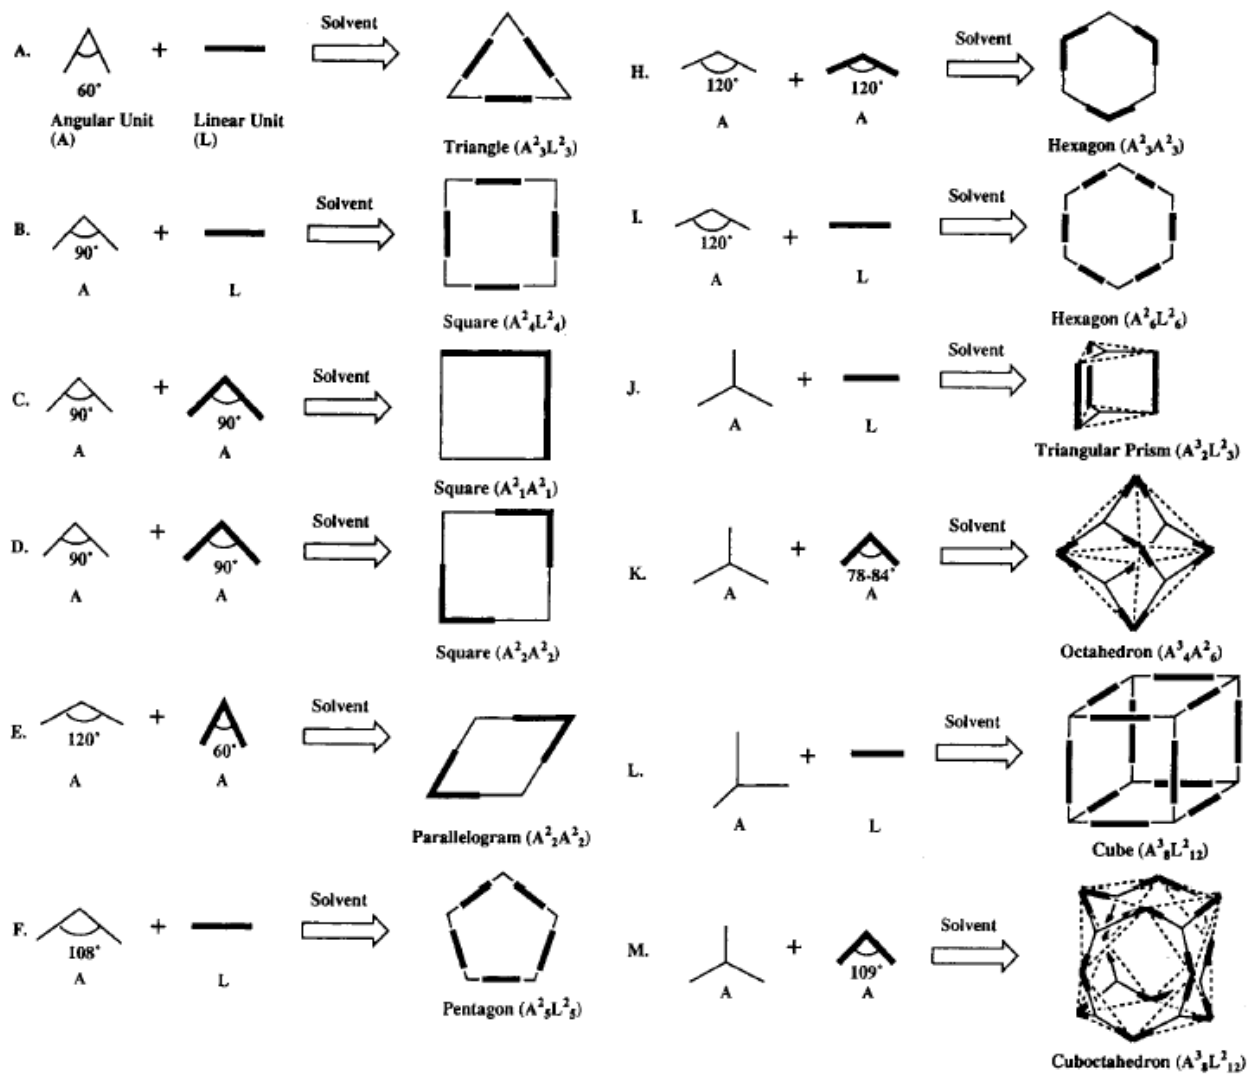 A. + Solvent
60°
Angular Unit (A) Linear Unit (L)
Triangle (A²₃L²₃)
B. + Solvent
90°
A L
Square (A²₄L²₄)
C. + Solvent
90° 90°
A A
Square (A²₁A²₁)
D. + Solvent
90° 90°
A A
Square (A²₂A²₂)
E. + Solvent
120° 60°
A A
Parallelogram (A²₂A²₂)
F. + Solvent
108°
A L
Pentagon (A²₅L²₅)
H. + Solvent
120° 120°
A A
Hexagon (A²₃A²₃)
I. + Solvent
120°
A L
Hexagon (A²₆L²₆)
J. + Solvent
A L
Triangular Prism (A³₂L²₃)
K. + Solvent
78-84°
A A
Octahedron (A³₄A²₆)
L. + Solvent
A L
Cube (A³₈L²₁₂)
M. + Solvent
109°
A A
Cuboctahedron (A³₈L²₁₂)